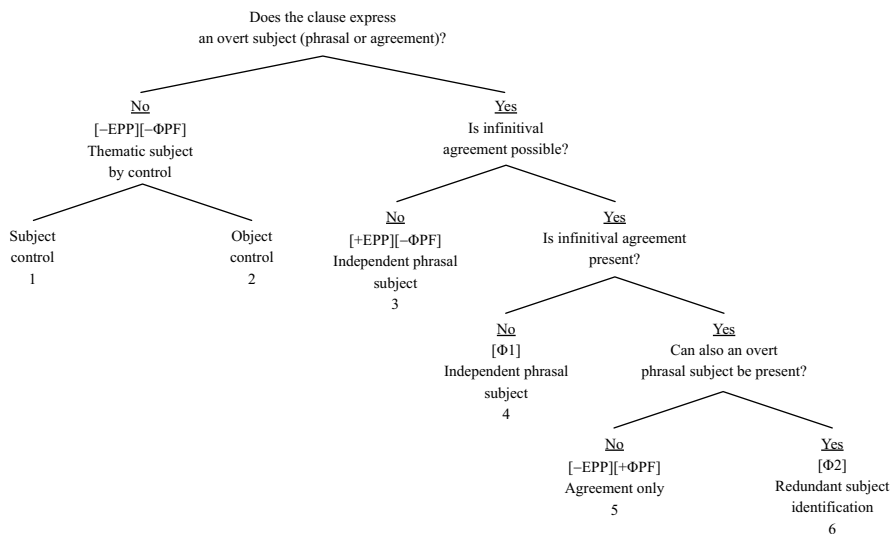 Does the clause express
an overt subject (phrasal or agreement)?
No
[−EPP][−ΦPF]
Thematic subject
by control
Yes
Is infinitival
agreement possible?
Subject
control
1
Object
control
2
No
[+EPP][−ΦPF]
Independent phrasal
subject
3
Yes
Is infinitival agreement
present?
No
[Φ1]
Independent phrasal
subject
4
Yes
Can also an overt
phrasal subject be present?
No
[−EPP][+ΦPF]
Agreement only
5
Yes
[Φ2]
Redundant subject
identification
6